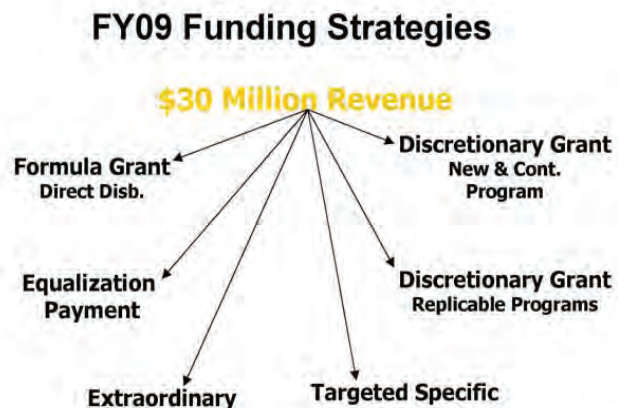 FY09 Funding Strategies
$30 Million Revenue
Formula Grant
Direct Disb.
Discretionary Grant
New & Cont.
Program
Equalization
Payment
Discretionary Grant
Replicable Programs
Extraordinary
Targeted Specific